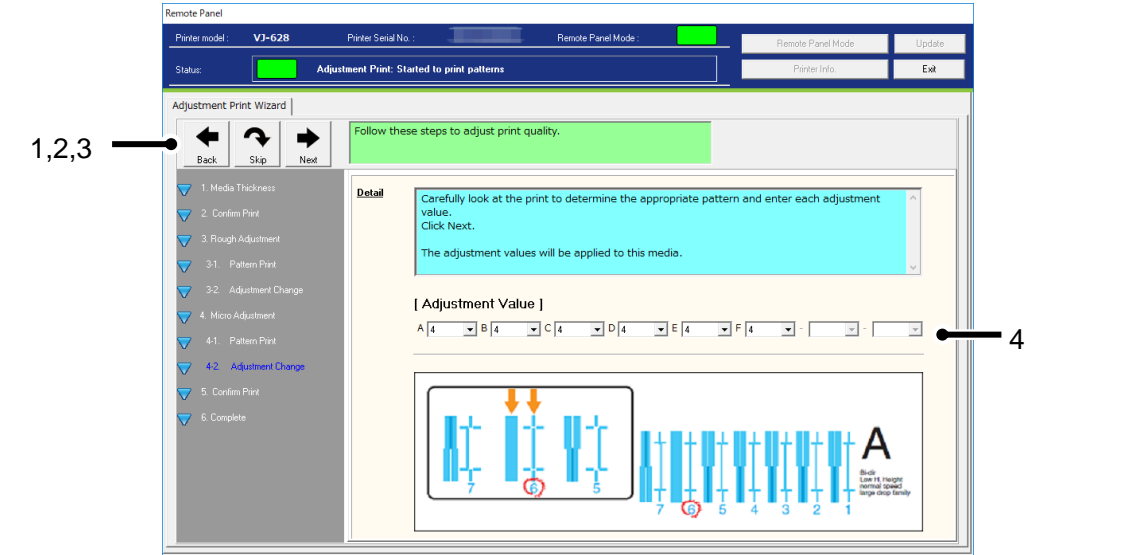 Remote Panel
Printer model : VJ-628 Printer Serial No. : Remote Panel Mode :
Remote Panel Mode Update
Status: Adjustment Print: Started to print patterns
Printer Info. Exit
Adjustment Print Wizard
1,2,3
Back Skip Next
Follow these steps to adjust print quality.
1. Media Thickness
2. Confirm Print
3. Rough Adjustment
3-1. Pattern Print
3-2. Adjustment Change
4. Micro Adjustment
4-1. Pattern Print
4-2. Adjustment Change
5. Confirm Print
6. Complete
Detail
Carefully look at the print to determine the appropriate pattern and enter each adjustment
value.
Click Next.
The adjustment values will be applied to this media.
[ Adjustment Value ]
A 4 B 4 C 4 D 4 E 4 F 4 - -
4
7 6 5
7 6 5 4 3 2 1
A
Bi-dir
Low H, Height
normal speed
large drop family